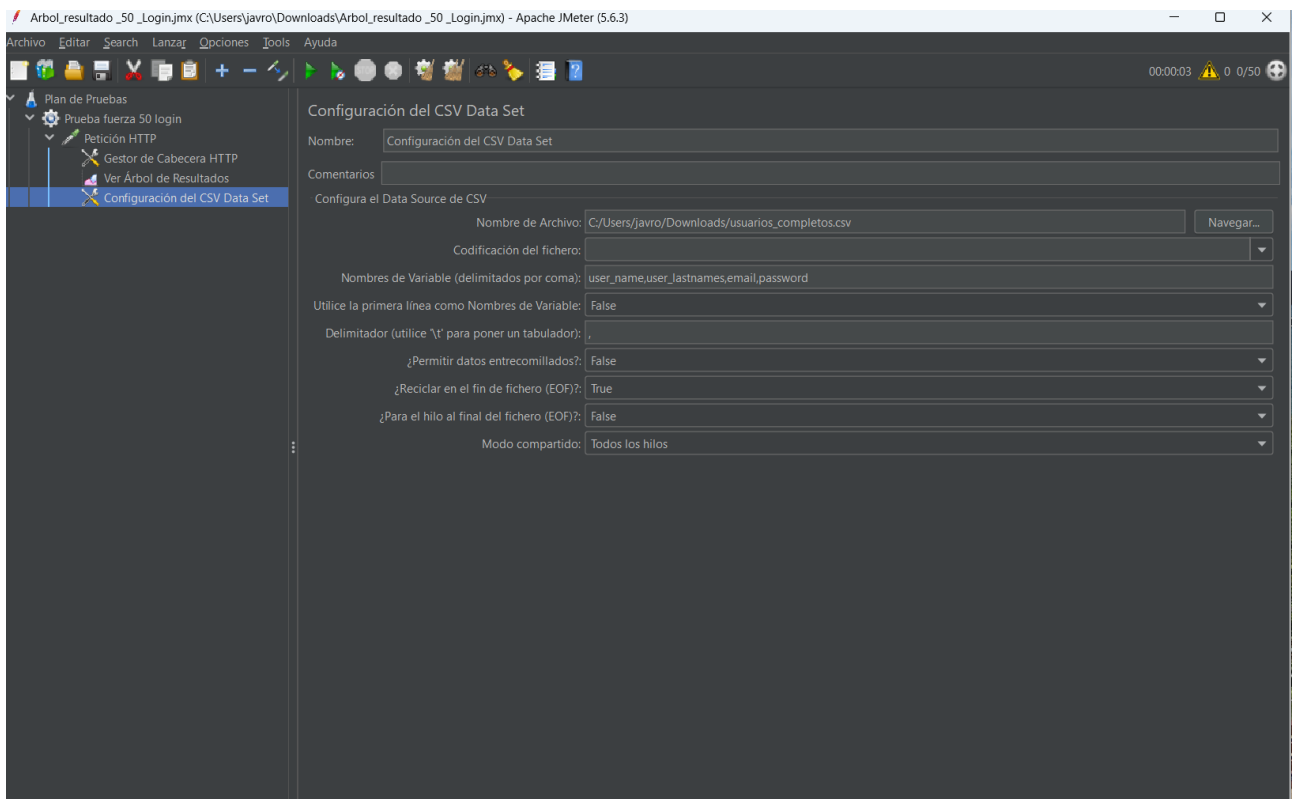 Arbol_resultado _50 _Login.jmx (C:\Users\javro\Downloads\Arbol_resultado _50 _Login.jmx) - Apache JMeter (5.6.3)
Archivo Editar Search Lanzar Opciones Tools Ayuda
00:00:03 0 0/50
Plan de Pruebas
Prueba fuerza 50 login
Petición HTTP
Gestor de Cabecera HTTP
Ver Árbol de Resultados
Configuración del CSV Data Set
Configuración del CSV Data Set
Nombre: Configuración del CSV Data Set
Comentarios
Configura el Data Source de CSV
Nombre de Archivo: C:/Users/javro/Downloads/usuarios_completos.csv Navegar...
Codificación del fichero:
Nombres de Variable (delimitados por coma): user_name,user_lastnames,email,password
Utilice la primera línea como Nombres de Variable: False
Delimitador (utilice '\t' para poner un tabulador): ,
¿Permitir datos entrecomillados?: False
¿Reciclar en el fin de fichero (EOF)?: True
¿Para el hilo al final del fichero (EOF)?: False
Modo compartido: Todos los hilos